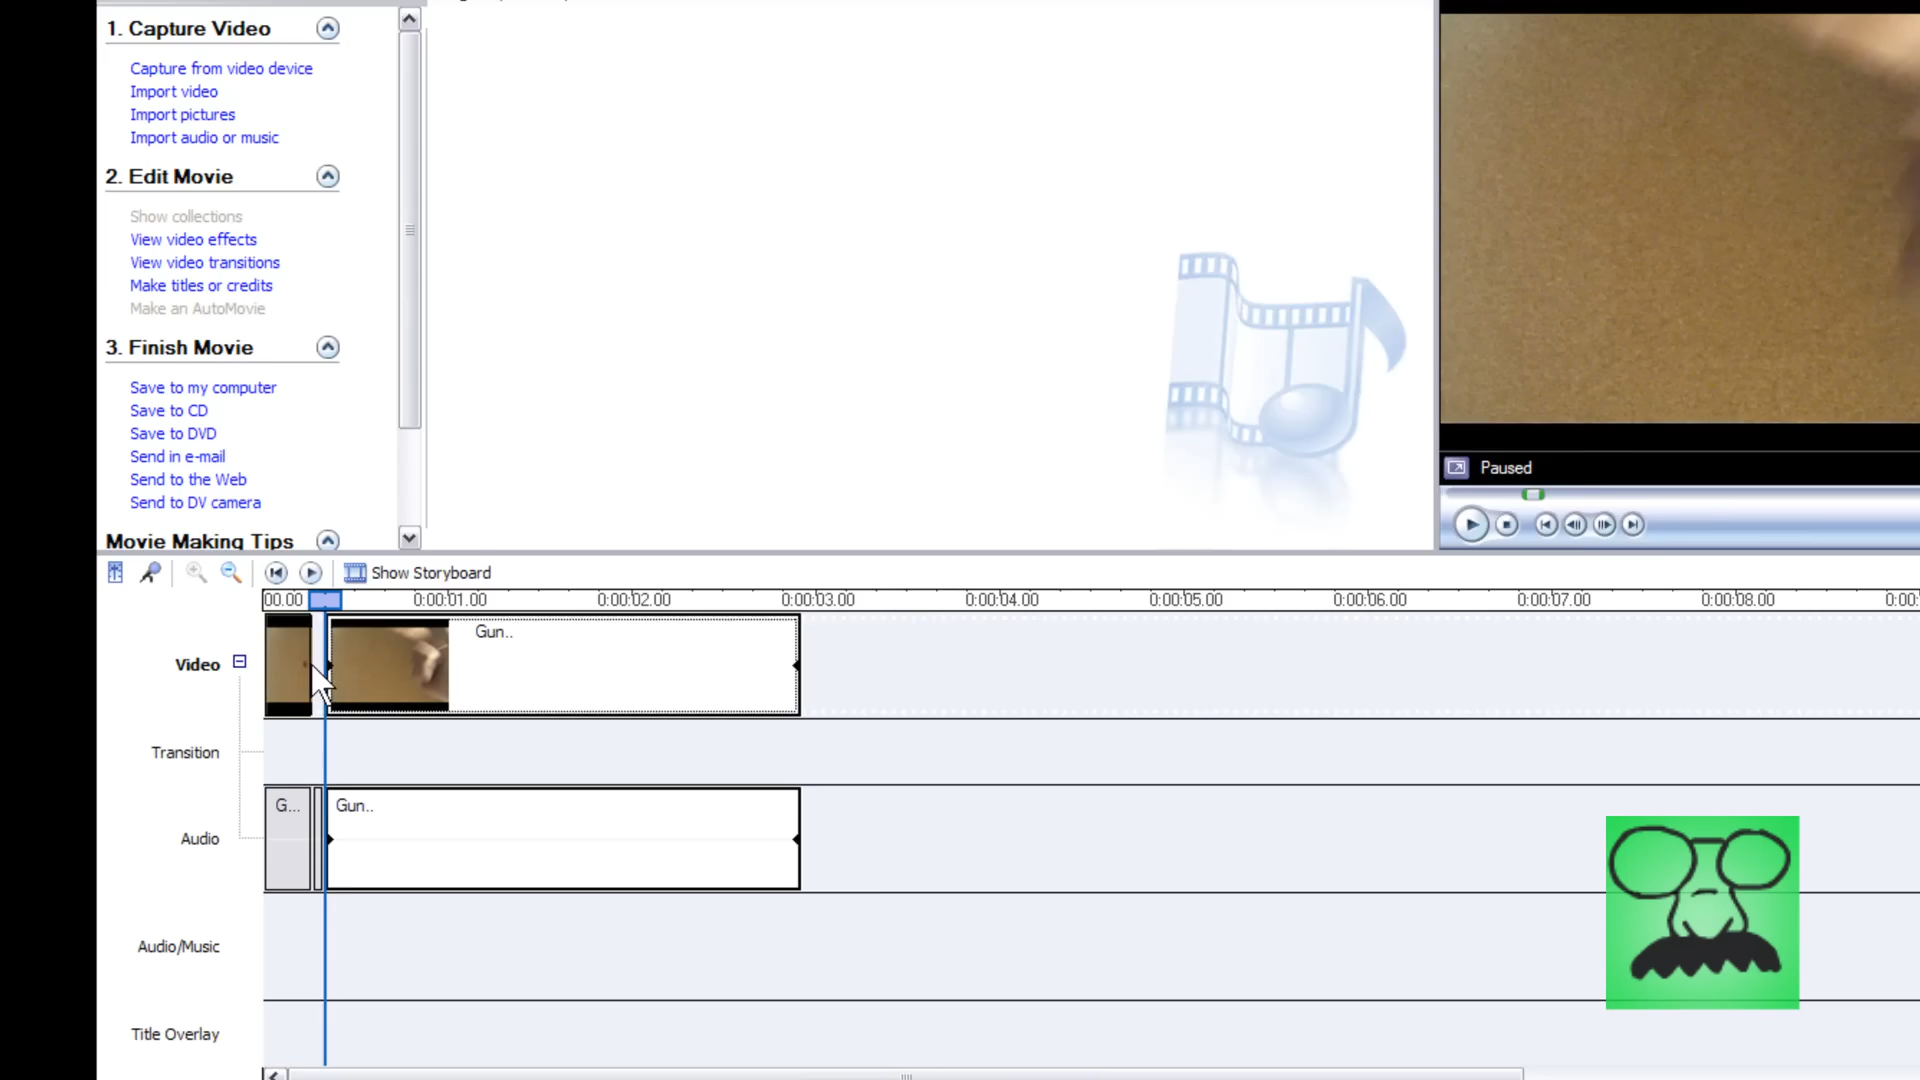 1. Capture Video
Capture from video device
Import video
Import pictures
Import audio or music
2. Edit Movie
Show collections
View video effects
View video transitions
Make titles or credits
Make an AutoMovie
3. Finish Movie
Save to my computer
Save to CD
Save to DVD
Send in e-mail
Send to the Web
Send to DV camera
Movie Making Tips
Paused
Show Storyboard
00.00 0:00:01.00 0:00:02.00 0:00:03.00 0:00:04.00 0:00:05.00 0:00:06.00 0:00:07.00 0:00:08.00 0:00:
Video
Gun..
Transition
Audio
G... Gun..
Audio/Music
Title Overlay